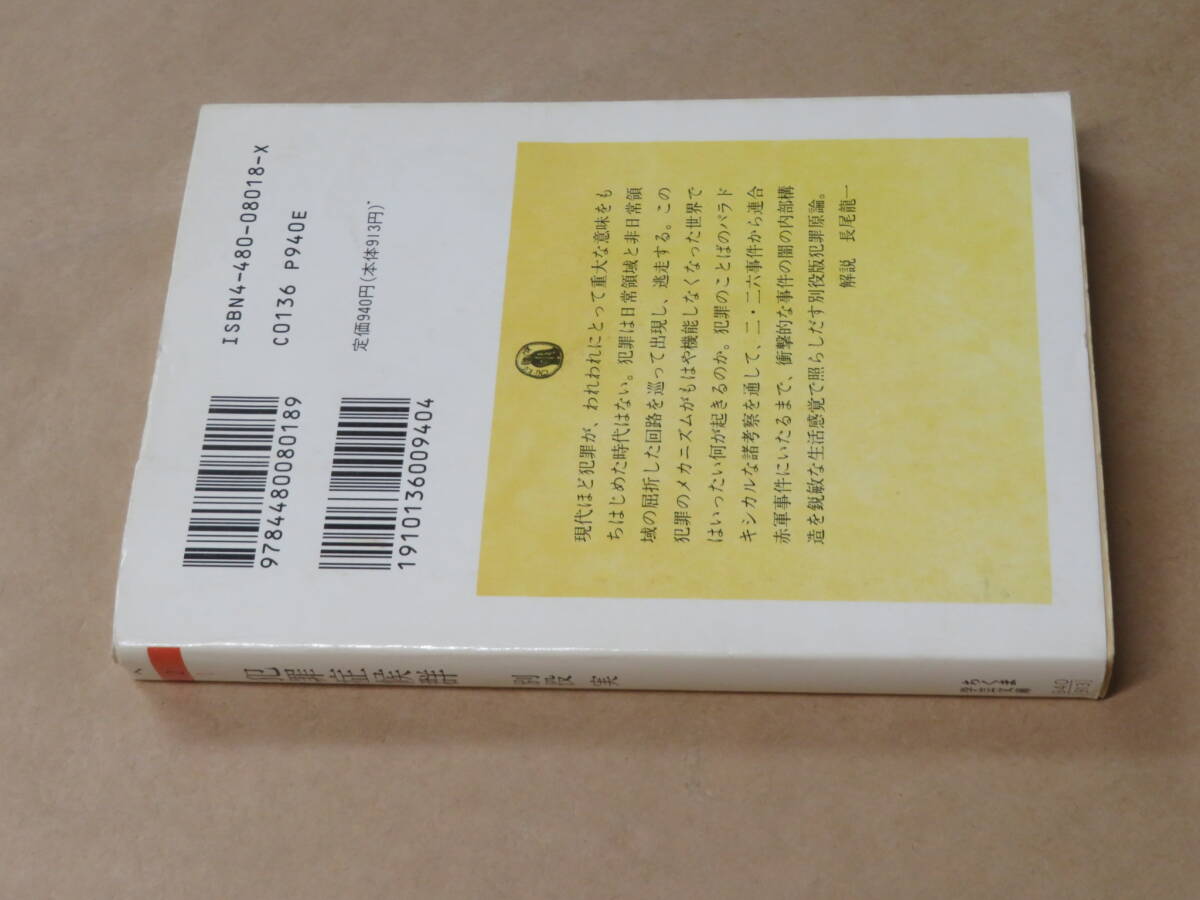 ISBN4-480-08018-X
C0136 P940E
定価940円(本体913円)
9784480080189
1910136009404
現代ほど犯罪が、われわれにとって重大な意味をも
ちはじめた時代はない。犯罪は日常領域と非日常領
域の屈折した回路を巡って出現し、逃走する。この
犯罪のメカニズムがもはや機能しなくなった世界で
はいったい何が起きるのか。犯罪のことばのパラド
キシカルな諸考察を通して、二・二六事件から連合
赤軍事件にいたるまで、衝撃的な事件の闇の内部構
造を鋭敏な生活感覚で照らしだす別役版犯罪原論。
解説 長尾龍一
犯罪症候群
別役 実
ちくま
学芸文庫
940
(913)